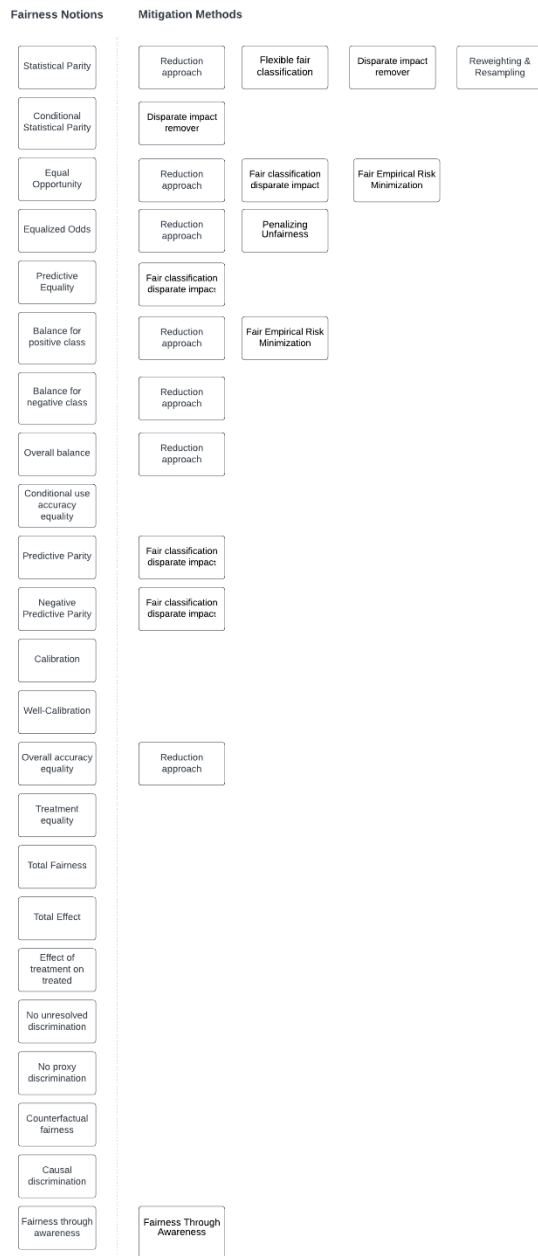 Fairness Notions Mitigation Methods
Statistical Parity
Reduction
approach
Flexible fair
classification
Disparate impact
remover
Reweighting &
Resampling
Conditional
Statistical Parity
Disparate impact
remover
Equal
Opportunity
Reduction
approach
Fair classification
disparate impact
Fair Empirical Risk
Minimization
Equalized Odds
Reduction
approach
Penalizing
Unfairness
Predictive
Equality
Fair classification
disparate impact
Balance for
positive class
Reduction
approach
Fair Empirical Risk
Minimization
Balance for
negative class
Reduction
approach
Overall balance
Reduction
approach
Conditional use
accuracy
equality
Predictive Parity
Fair classification
disparate impact
Negative
Predictive Parity
Fair classification
disparate impact
Calibration
Well-Calibration
Overall accuracy
equality
Reduction
approach
Treatment
equality
Total Fairness
Total Effect
Effect of
treatment on
treated
No unresolved
discrimination
No proxy
discrimination
Counterfactual
fairness
Causal
discrimination
Fairness through
awareness
Fairness Through
Awareness